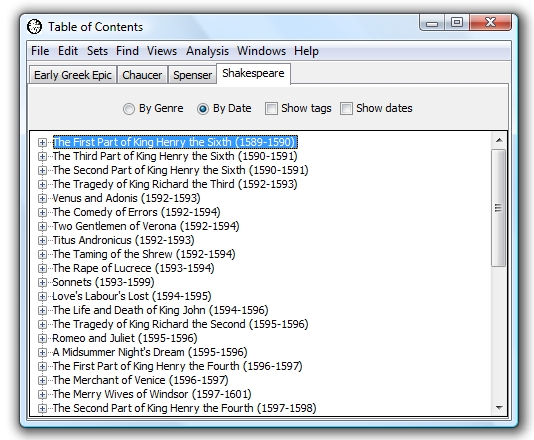 Table of Contents
File Edit Sets Find Views Analysis Windows Help
Early Greek Epic Chaucer Spenser Shakespeare
By Genre By Date Show tags Show dates
The First Part of King Henry the Sixth (1589-1590)
The Third Part of King Henry the Sixth (1590-1591)
The Second Part of King Henry the Sixth (1590-1591)
The Tragedy of King Richard the Third (1592-1593)
Venus and Adonis (1592-1593)
The Comedy of Errors (1592-1594)
Two Gentlemen of Verona (1592-1594)
Titus Andronicus (1592-1593)
The Taming of the Shrew (1592-1594)
The Rape of Lucrece (1593-1594)
Sonnets (1593-1599)
Love's Labour's Lost (1594-1595)
The Life and Death of King John (1594-1596)
The Tragedy of King Richard the Second (1595-1596)
Romeo and Juliet (1595-1596)
A Midsummer Night's Dream (1595-1596)
The First Part of King Henry the Fourth (1596-1597)
The Merchant of Venice (1596-1597)
The Merry Wives of Windsor (1597-1601)
The Second Part of King Henry the Fourth (1597-1598)